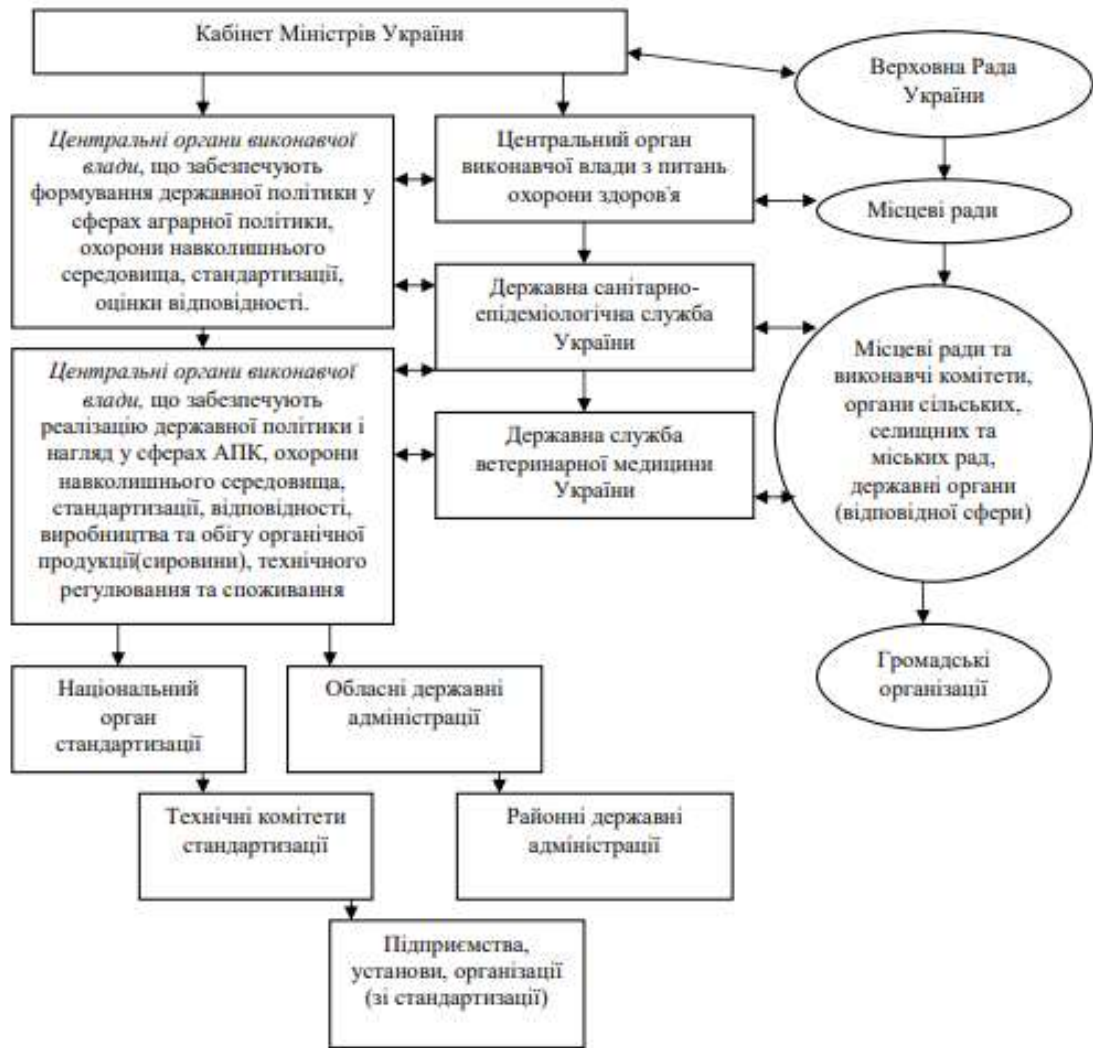 Кабінет Міністрів України
Верховна Рада
України
Центральні органи виконавчої
влади, що забезпечують
формування державної політики у
сферах аграрної політики,
охорони навколишнього
середовища, стандартизації,
оцінки відповідності.
Центральний орган
виконавчої влади з питань
охорони здоров'я
Місцеві ради
Державна санітарно-
епідеміологічна служба
України
Центральні органи виконавчої
влади, що забезпечують
реалізацію державної політики і
нагляд у сферах АПК, охорони
навколишнього середовища,
стандартизації, відповідності,
виробництва та обігу органічної
продукції(сировини), технічного
регулювання та споживання
Державна служба
ветеринарної медицини
України
Місцеві ради та
виконавчі комітети,
органи сільських,
селищних та
міських рад,
державні органи
(відповідної сфери)
Національний
орган
стандартизації
Обласні державні
адміністрації
Громадські
організації
Технічні комітети
стандартизації
Районні державні
адміністрації
Підприємства,
установи, організації
(зі стандартизації)